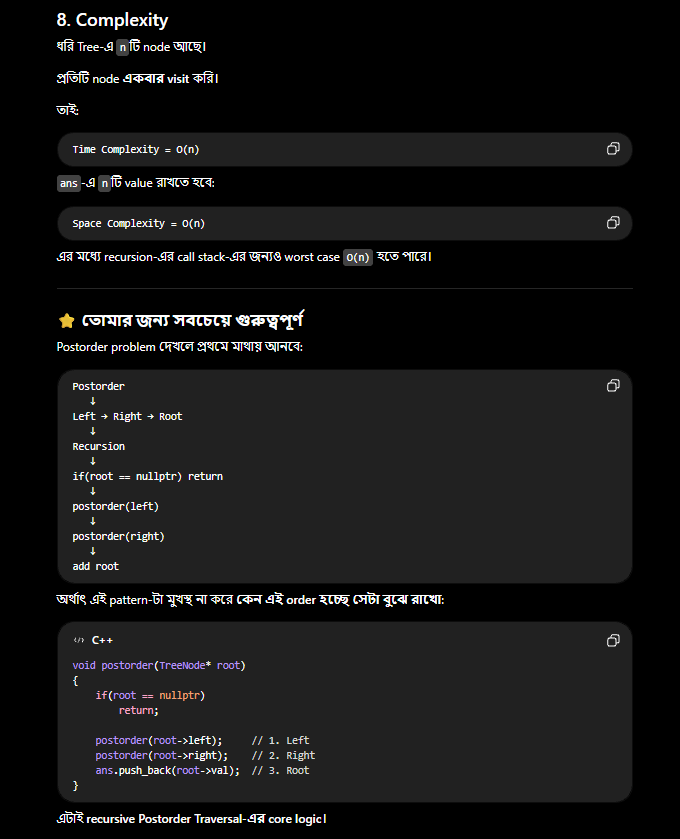 8. Complexity
ধরি Tree-এ n টি node আছে।
প্রতিটি node একবার visit করি।
তাই:
Time Complexity = O(n)
ans -এ n টি value রাখতে হবে:
Space Complexity = O(n)
এর মধ্যে recursion-এর call stack-এর জন্যও worst case O(n) হতে পারে।
⭐ তোমার জন্য সবচেয়ে গুরুত্বপূর্ণ
Postorder problem দেখলে প্রথমে মাথায় আনবে:
Postorder
↓
Left → Right → Root
↓
Recursion
↓
if(root == nullptr) return
↓
postorder(left)
↓
postorder(right)
↓
add root
অর্থাৎ এই pattern-টা মুখস্থ না করে কেন এই order হচ্ছে সেটা বুঝে রাখো:
</> C++
void postorder(TreeNode* root)
{
    if(root == nullptr)
        return;
    postorder(root->left);     // 1. Left
    postorder(root->right);    // 2. Right
    ans.push_back(root->val);  // 3. Root
}
এটাই recursive Postorder Traversal-এর core logic।